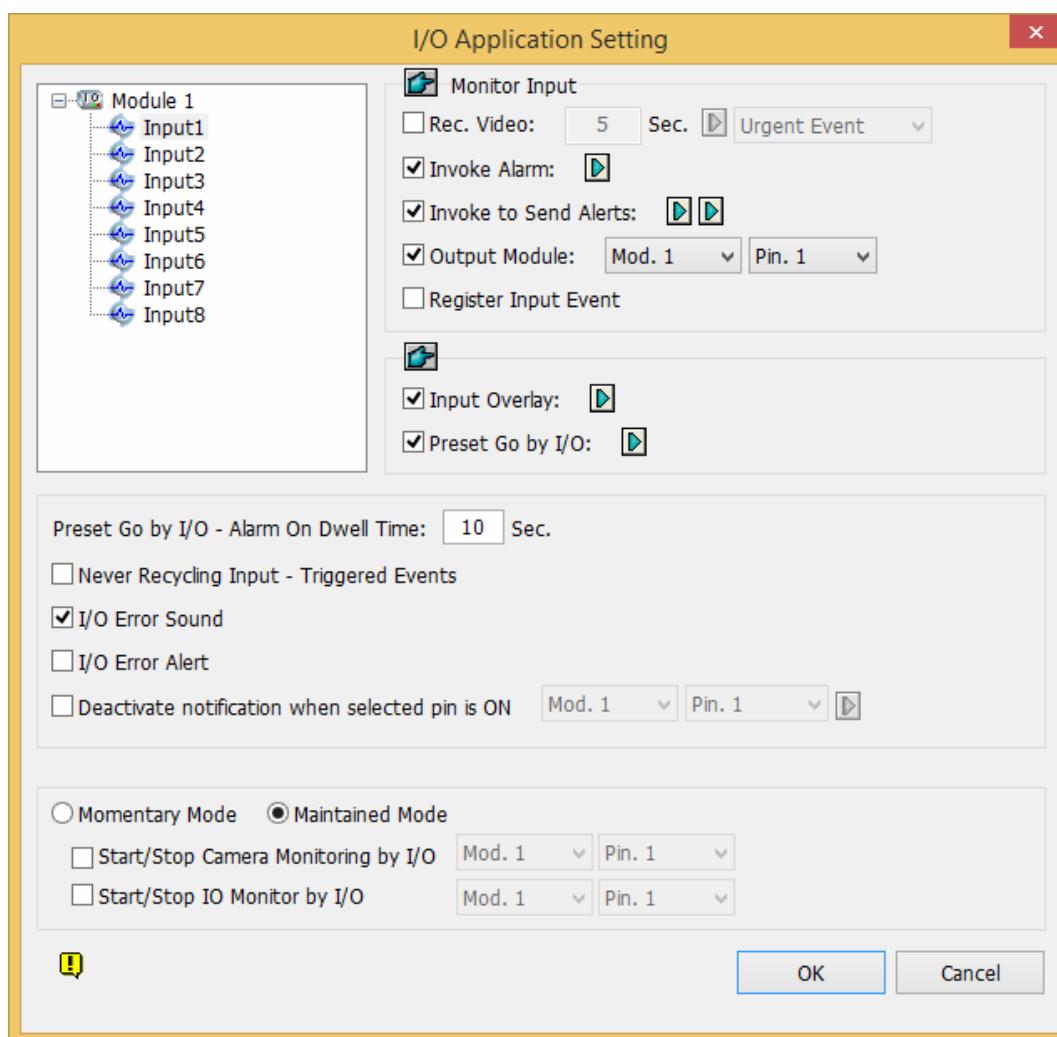 I/O Application Setting
Module 1
Input1
Input2
Input3
Input4
Input5
Input6
Input7
Input8
Monitor Input
Rec. Video: 5 Sec. Urgent Event
Invoke Alarm:
Invoke to Send Alerts:
Output Module: Mod. 1 Pin. 1
Register Input Event
Input Overlay:
Preset Go by I/O:
Preset Go by I/O - Alarm On Dwell Time: 10 Sec.
Never Recycling Input - Triggered Events
I/O Error Sound
I/O Error Alert
Deactivate notification when selected pin is ON Mod. 1 Pin. 1
Momentary Mode Maintained Mode
Start/Stop Camera Monitoring by I/O Mod. 1 Pin. 1
Start/Stop IO Monitor by I/O Mod. 1 Pin. 1
OK Cancel